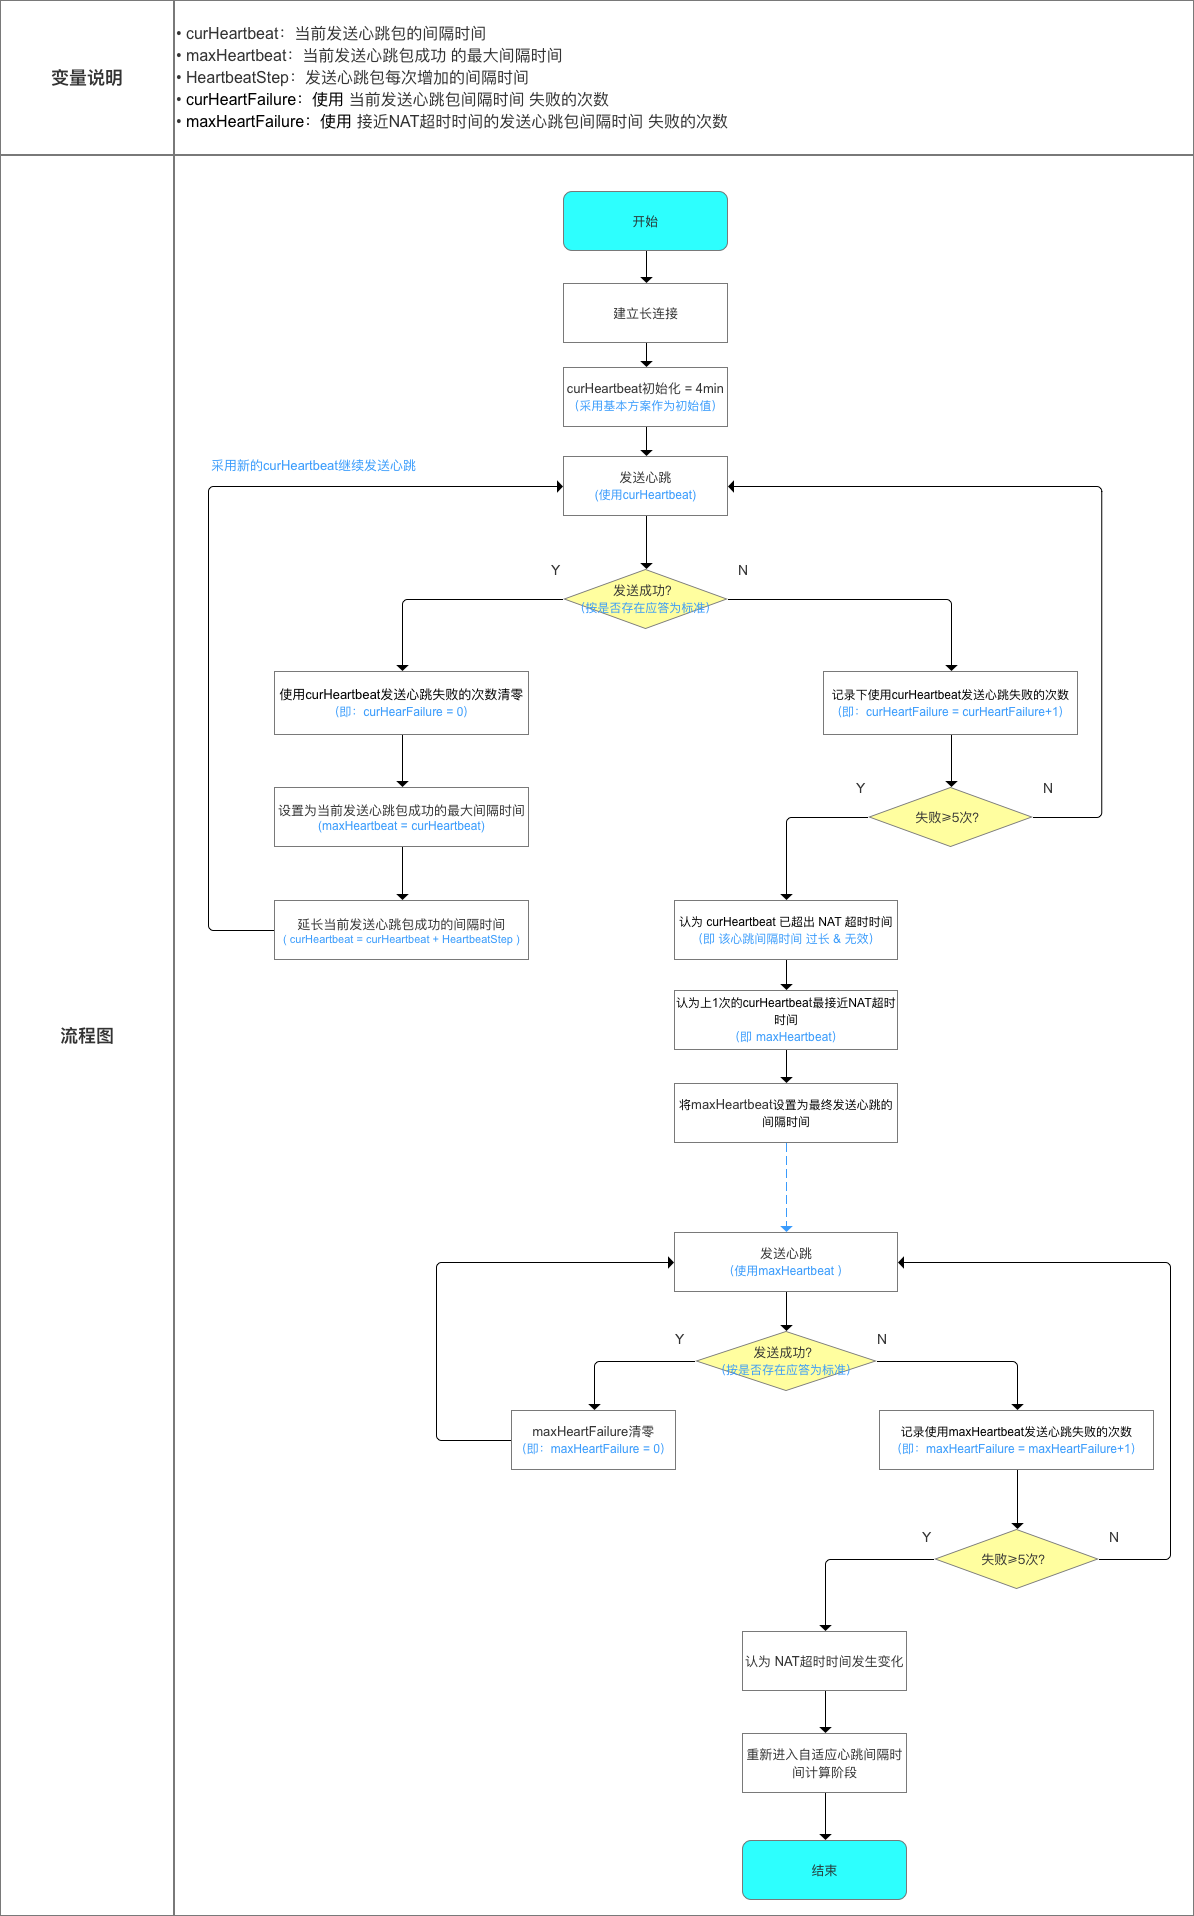 变量说明
• curHeartbeat：当前发送心跳包的间隔时间
• maxHeartbeat：当前发送心跳包成功 的最大间隔时间
• HeartbeatStep：发送心跳包每次增加的间隔时间
• curHeartFailure：使用 当前发送心跳包间隔时间 失败的次数
• maxHeartFailure：使用 接近NAT超时时间的发送心跳包间隔时间 失败的次数
流程图
开始
建立长连接
curHeartbeat初始化 = 4min
（采用基本方案作为初始值）
采用新的curHeartbeat继续发送心跳
发送心跳
(使用curHeartbeat)
Y
N
发送成功?
（按是否存在应答为标准）
使用curHeartbeat发送心跳失败的次数清零
（即：curHearFailure = 0）
记录下使用curHeartbeat发送心跳失败的次数
（即：curHeartFailure = curHeartFailure+1）
设置为当前发送心跳包成功的最大间隔时间
(maxHeartbeat = curHeartbeat)
Y
N
失败≥5次?
延长当前发送心跳包成功的间隔时间
( curHeartbeat = curHeartbeat + HeartbeatStep )
认为 curHeartbeat 已超出 NAT 超时时间
（即 该心跳间隔时间 过长 & 无效）
认为上1次的curHeartbeat最接近NAT超时
时间
（即 maxHeartbeat）
将maxHeartbeat设置为最终发送心跳的
间隔时间
发送心跳
（使用maxHeartbeat ）
Y
N
发送成功?
（按是否存在应答为标准）
maxHeartFailure清零
（即：maxHeartFailure = 0）
记录使用maxHeartbeat发送心跳失败的次数
（即：maxHeartFailure = maxHeartFailure+1）
Y
N
失败≥5次?
认为 NAT超时时间发生变化
重新进入自适应心跳间隔时
间计算阶段
结束